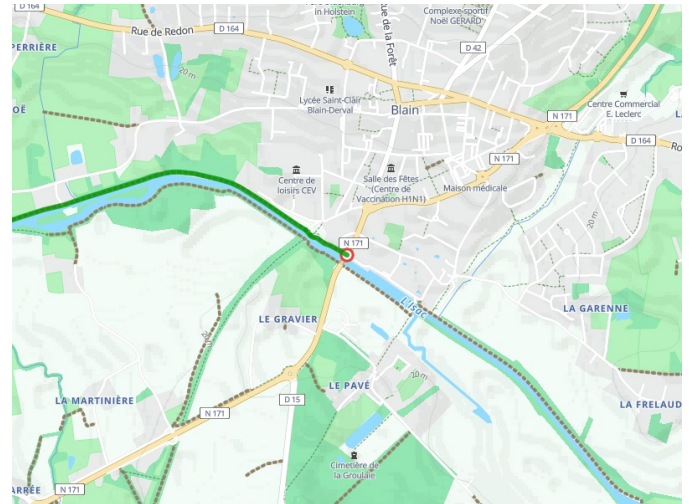 in Holstein
Complexe sportif
Noël GÉRARD
D 164
Rue de Redon
D 164
Rue de la Forêt
D 42
PERRIÈRE
20 m
Lycée Saint-Clair
Blain-Derval
Blain
N 171
Centre Commercial
E. Leclerc
D 164
OË
Centre de
loisirs CEV
Salle des Fêtes
(Centre de
Vaccination H1N1)
N 171
Maison médicale
20 m
N 171
L'Isac
LE GRAVIER
LA GARENNE
20m
LE PAVÉ
20 m
LA MARTINIÈRE
D 15
N 171
LA FRELAUD
Cimetière de
la Groulaie
N 171
ARRÉE